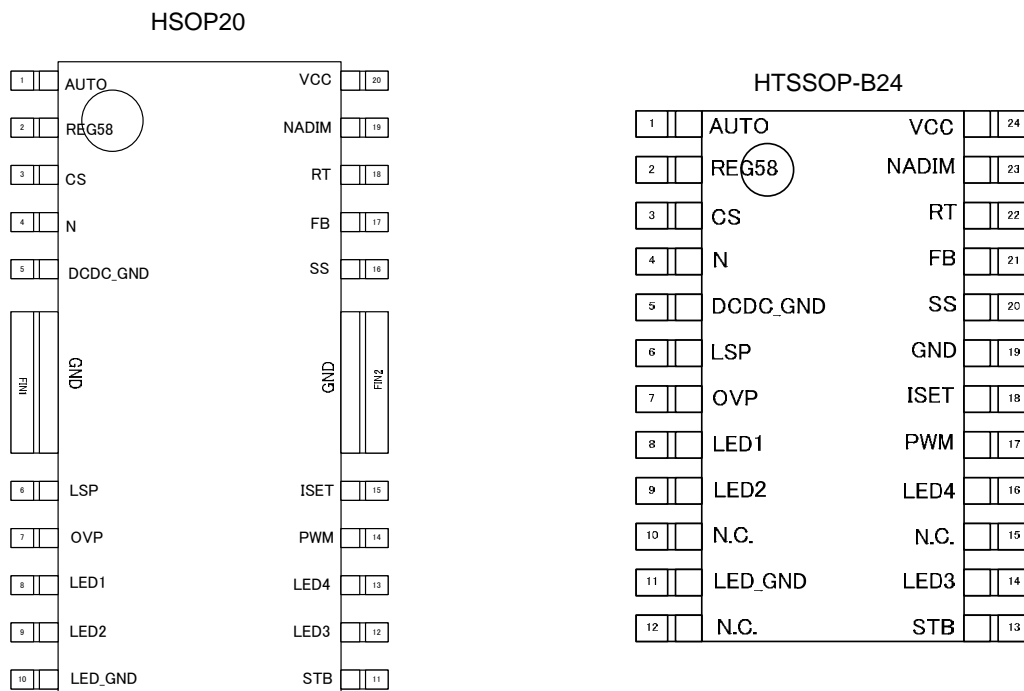 HSOP20
1 AUTO VCC 20
2 REG58 NADIM 19
3 CS RT 18
4 N FB 17
5 DCDC_GND SS 16
FIN1 GND GND FIN2
6 LSP ISET 15
7 OVP PWM 14
8 LED1 LED4 13
9 LED2 LED3 12
10 LED_GND STB 11
HTSSOP-B24
1 AUTO VCC 24
2 REG58 NADIM 23
3 CS RT 22
4 N FB 21
5 DCDC_GND SS 20
6 LSP GND 19
7 OVP ISET 18
8 LED1 PWM 17
9 LED2 LED4 16
10 N.C. N.C. 15
11 LED_GND LED3 14
12 N.C. STB 13